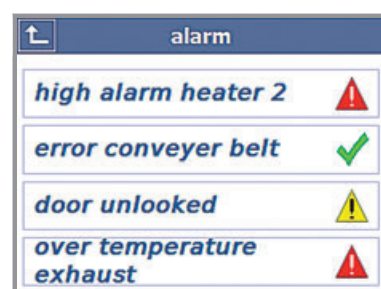 alarm
high alarm heater 2
error conveyer belt
door unlooked
over temperature
exhaust